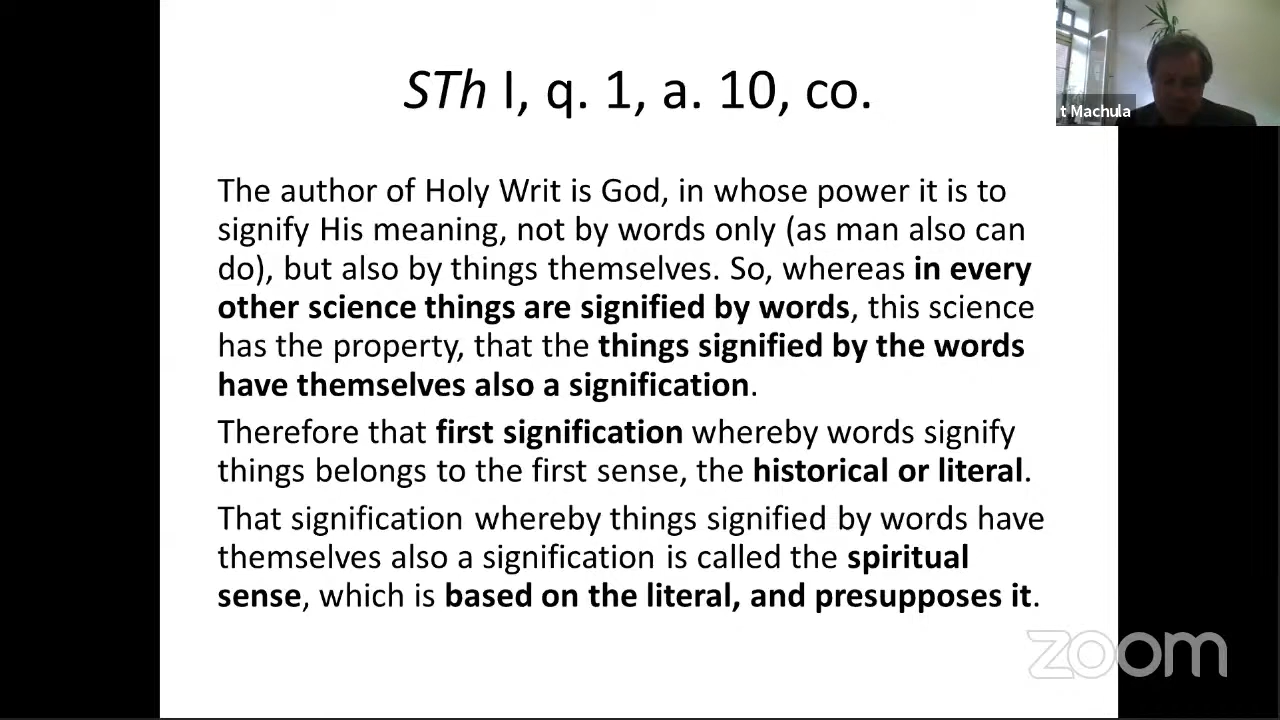 STh I, q. 1, a. 10, co.
t Machula
The author of Holy Writ is God, in whose power it is to
signify His meaning, not by words only (as man also can
do), but also by things themselves. So, whereas in every
other science things are signified by words, this science
has the property, that the things signified by the words
have themselves also a signification.
Therefore that first signification whereby words signify
things belongs to the first sense, the historical or literal.
That signification whereby things signified by words have
themselves also a signification is called the spiritual
sense, which is based on the literal, and presupposes it.
zoom